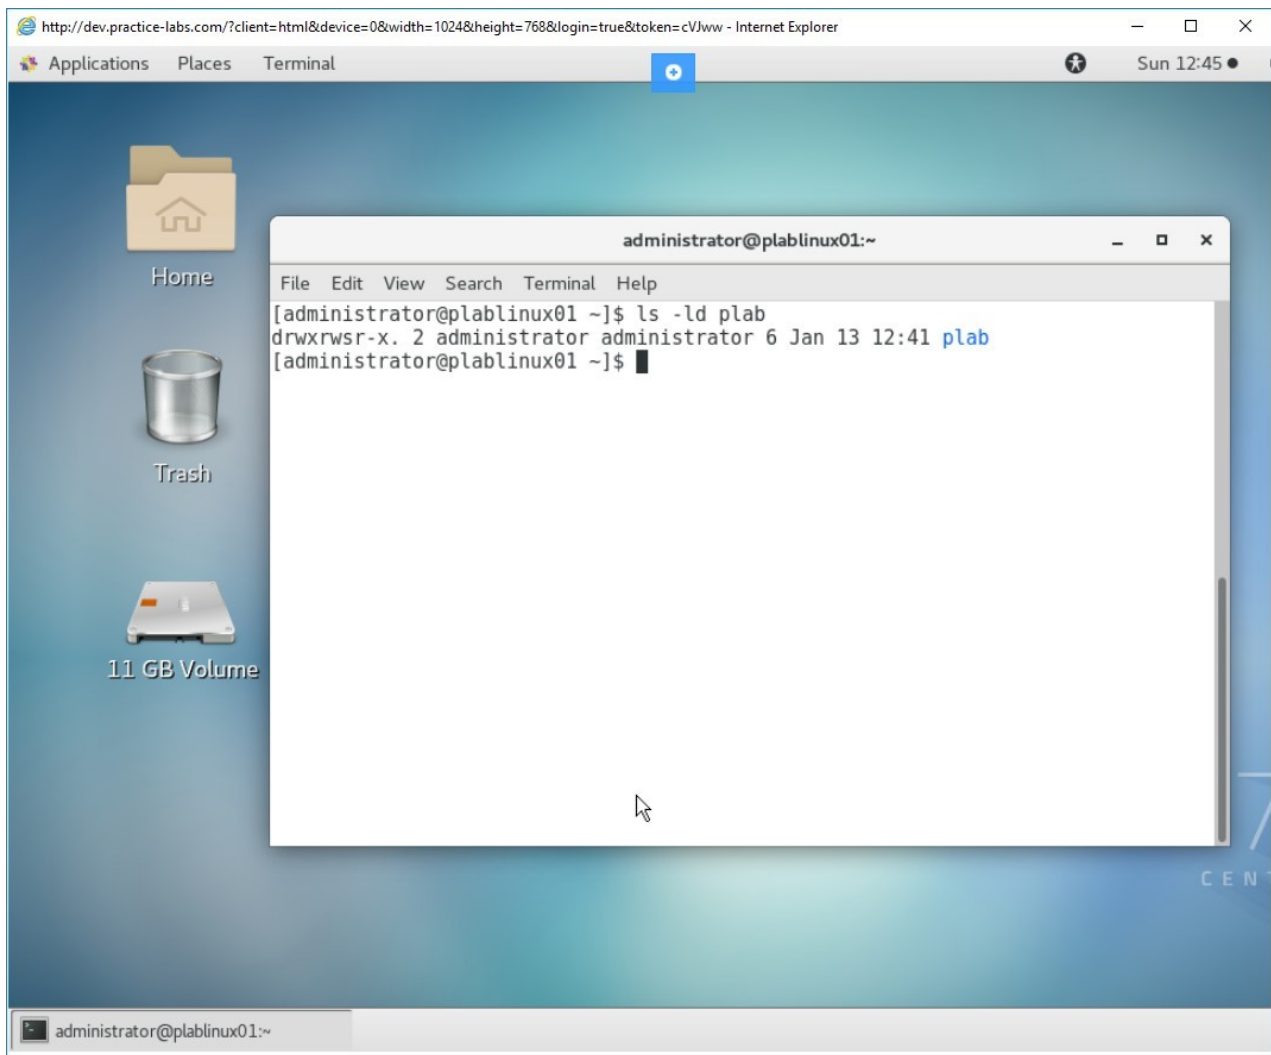 http://dev.practice-labs.com/?client=html&device=0&width=1024&height=768&login=true&token=cVJww - Internet Explorer
Applications Places Terminal Sun 12:45
Home
Trash
11 GB Volume
administrator@plablinux01:~
File Edit View Search Terminal Help
[administrator@plablinux01 ~]$ ls -ld plab
drwxrwsr-x. 2 administrator administrator 6 Jan 13 12:41 plab
[administrator@plablinux01 ~]$
7
CENT
administrator@plablinux01:~